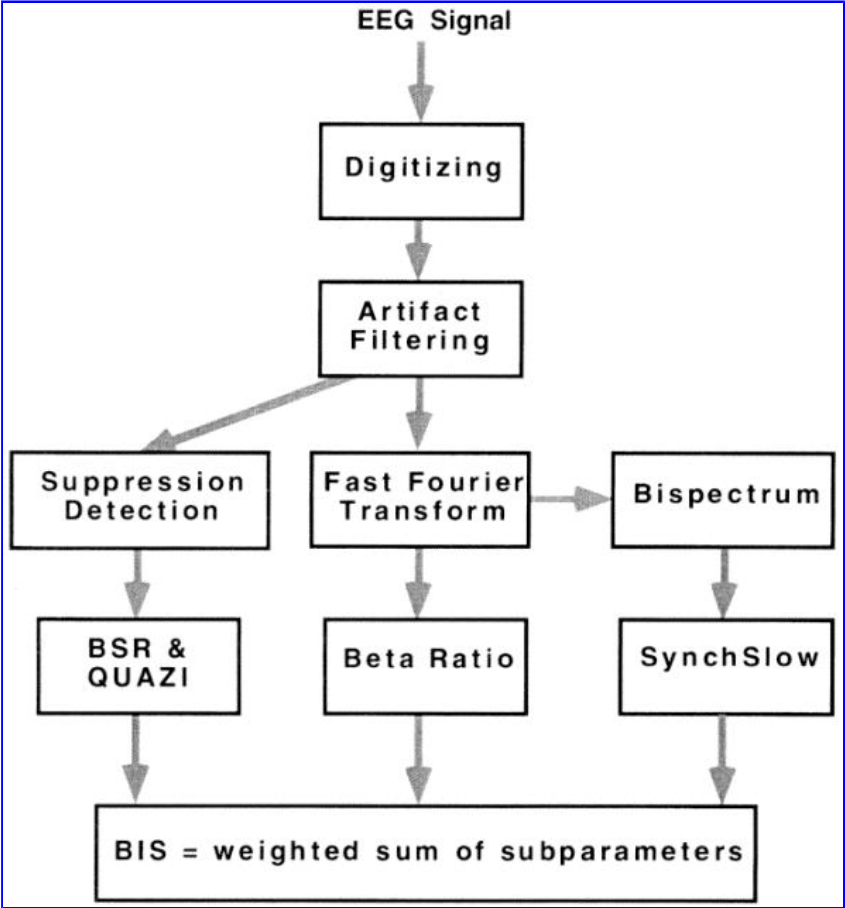 EEG Signal
Digitizing
Artifact
Filtering
Suppression
Detection
Fast Fourier
Transform
Bispectrum
BSR &
QUAZI
Beta Ratio
SynchSlow
BIS = weighted sum of subparameters